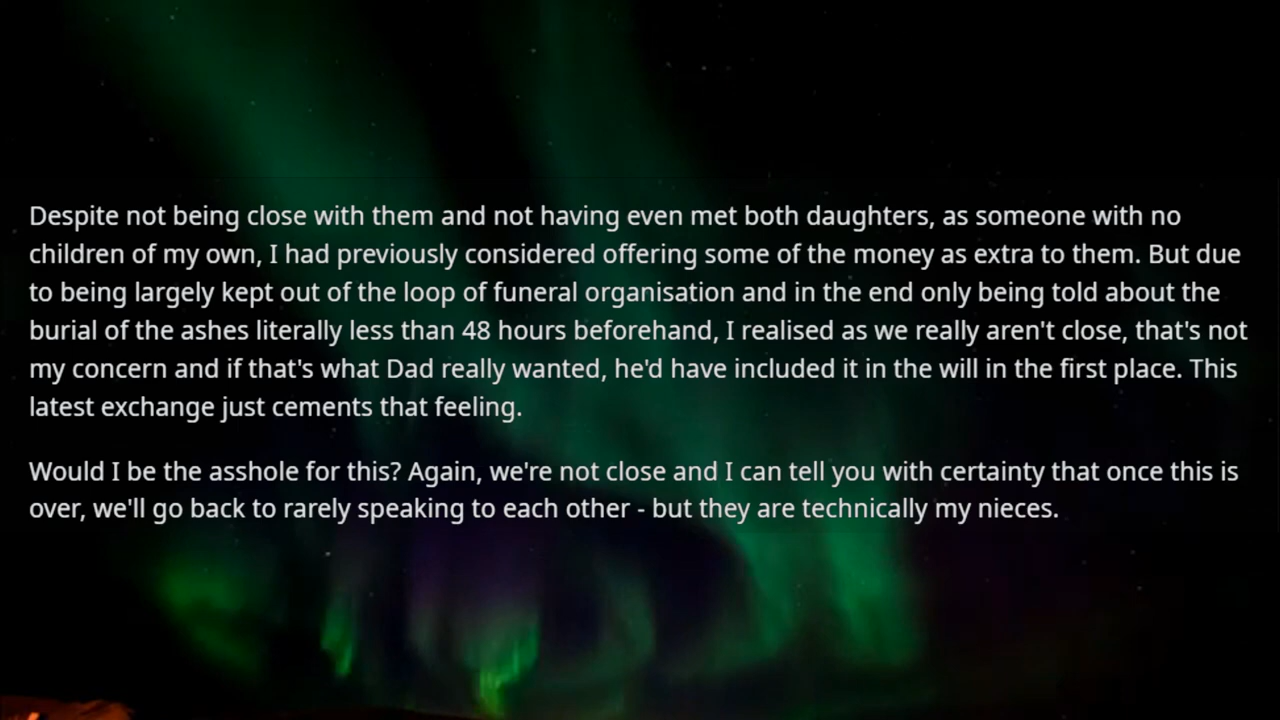 Despite not being close with them and not having even met both daughters, as someone with no
children of my own, I had previously considered offering some of the money as extra to them. But due
to being largely kept out of the loop of funeral organisation and in the end only being told about the
burial of the ashes literally less than 48 hours beforehand, I realised as we really aren't close, that's not
my concern and if that's what Dad really wanted, he'd have included it in the will in the first place. This
latest exchange just cements that feeling.
Would I be the asshole for this? Again, we're not close and I can tell you with certainty that once this is
over, we'll go back to rarely speaking to each other - but they are technically my nieces.